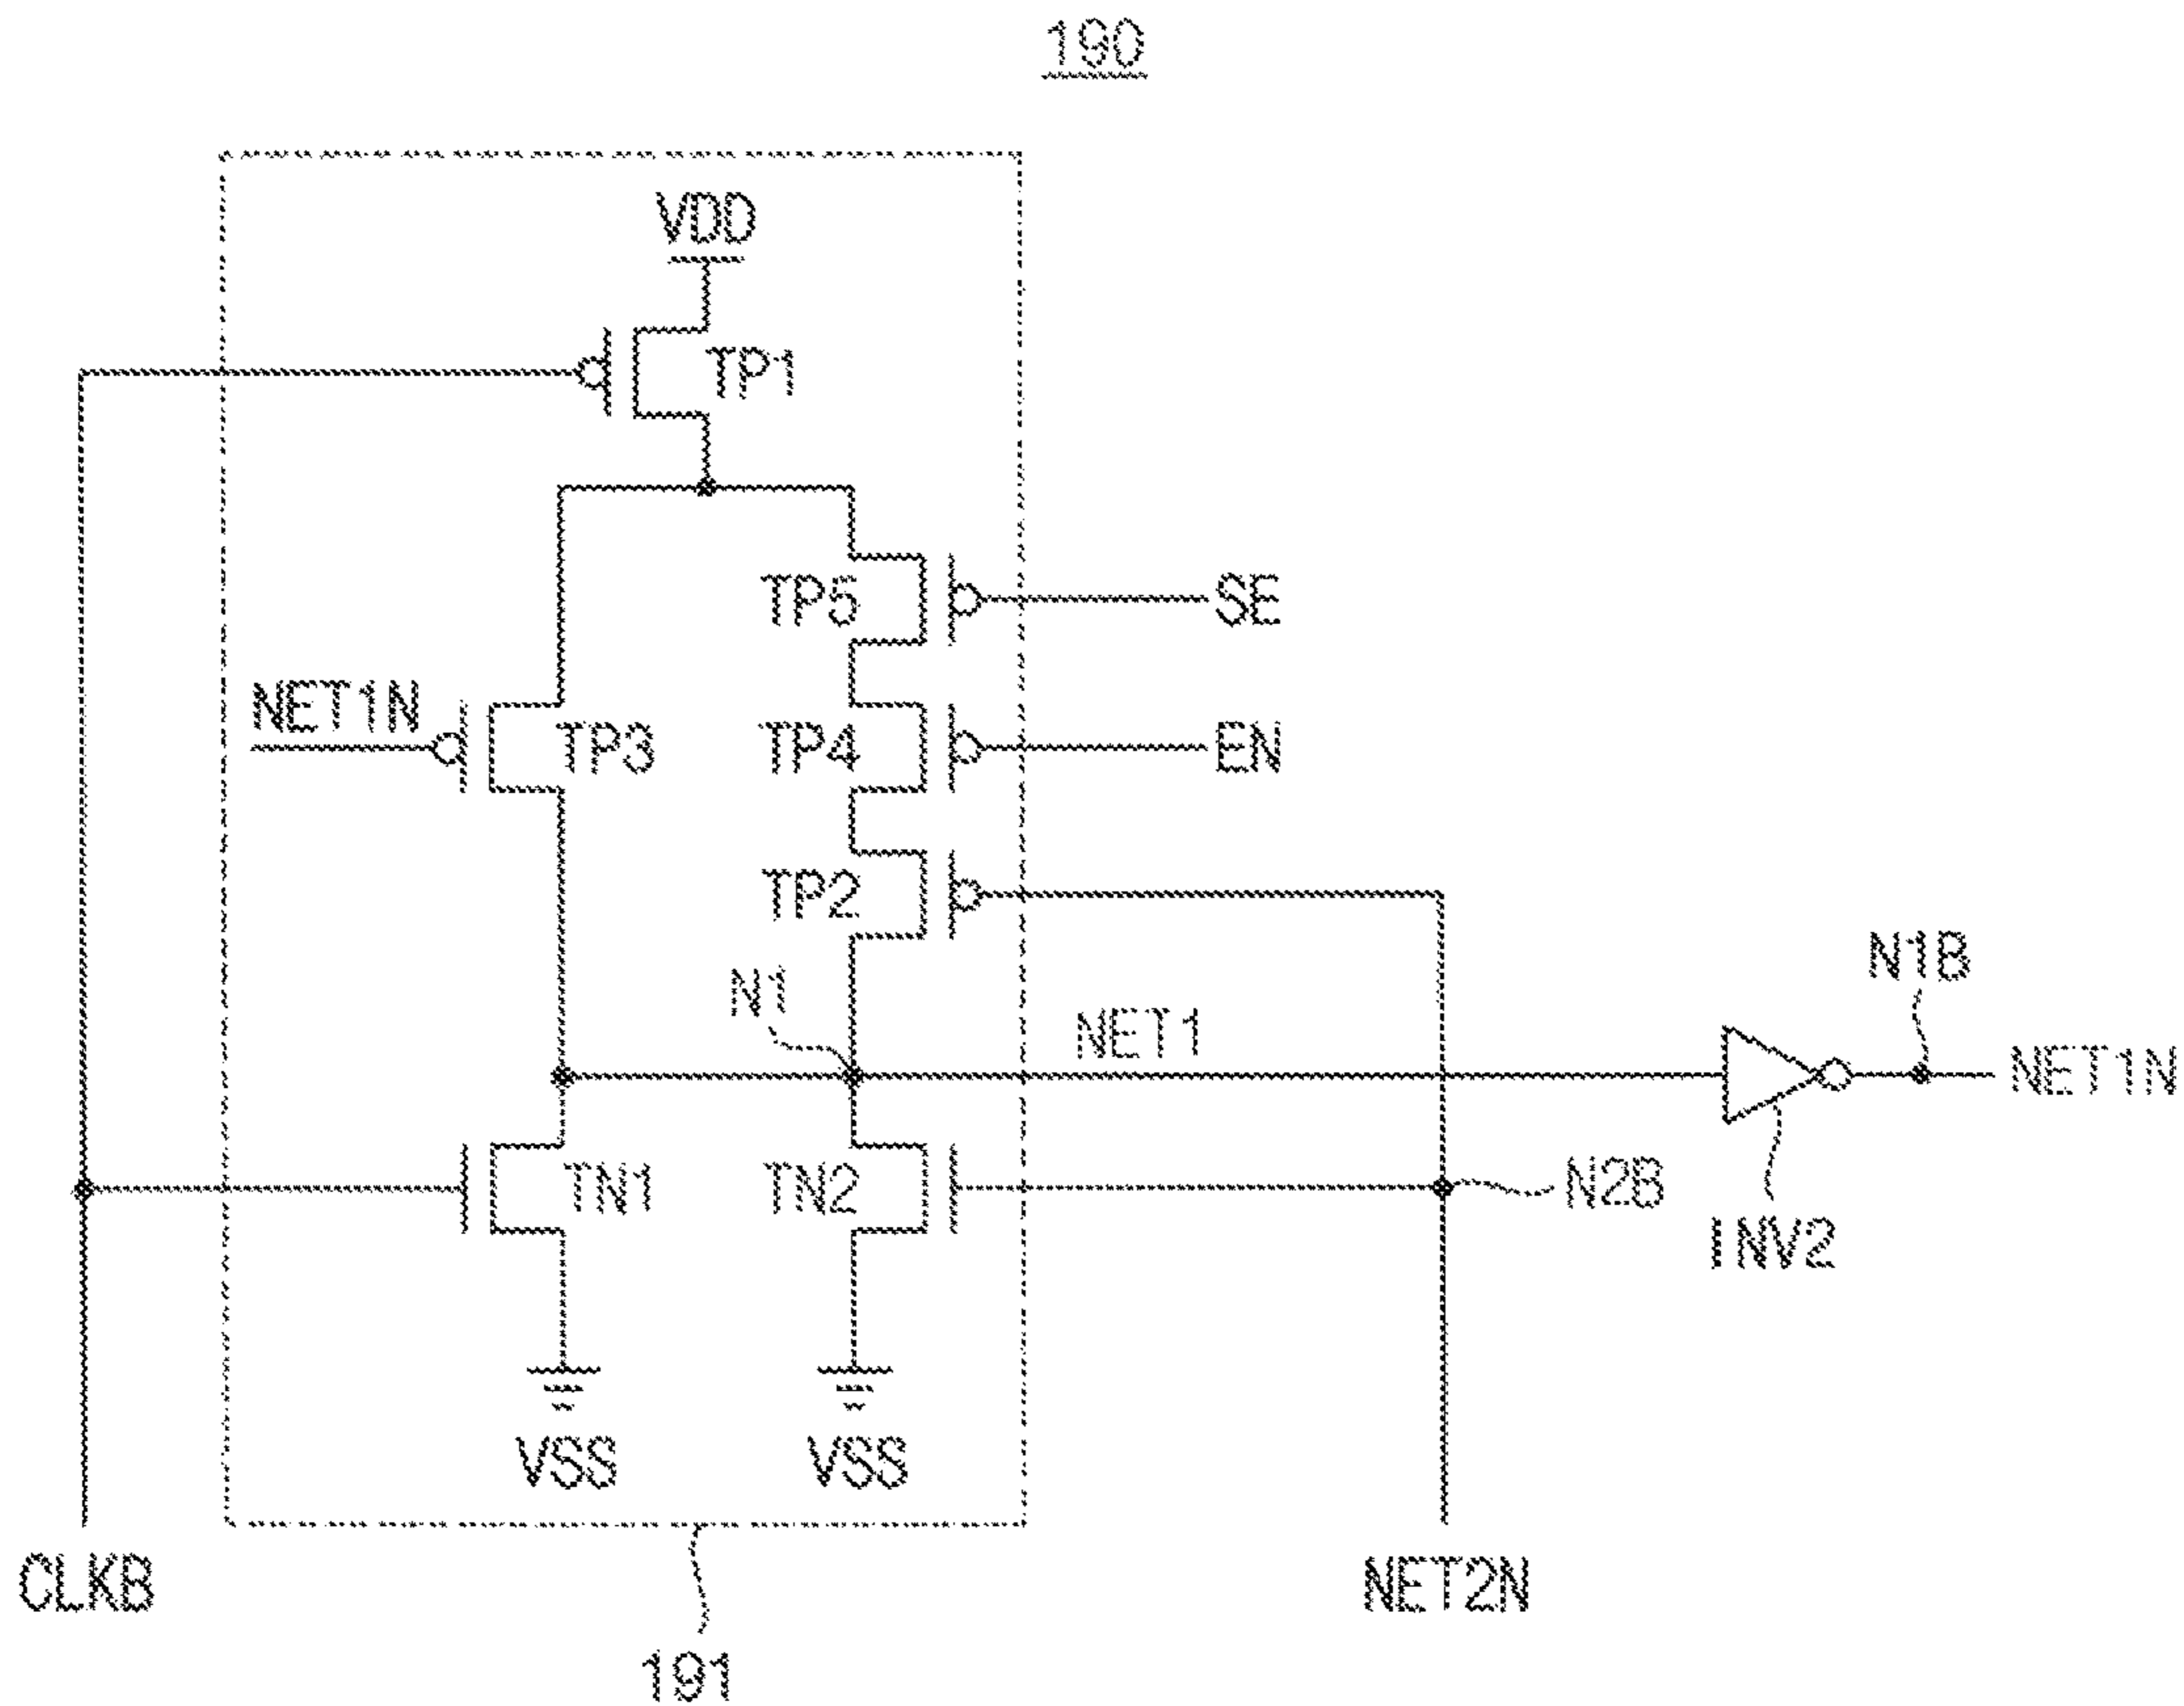 190
VDD
TP1
TP5
SE
NET1N
TP3
TP4
EN
TP2
N1
NET1
N1B
NET1N
TN1
TN2
N2B
INV2
VSS
VSS
CLKB
NET2N
191